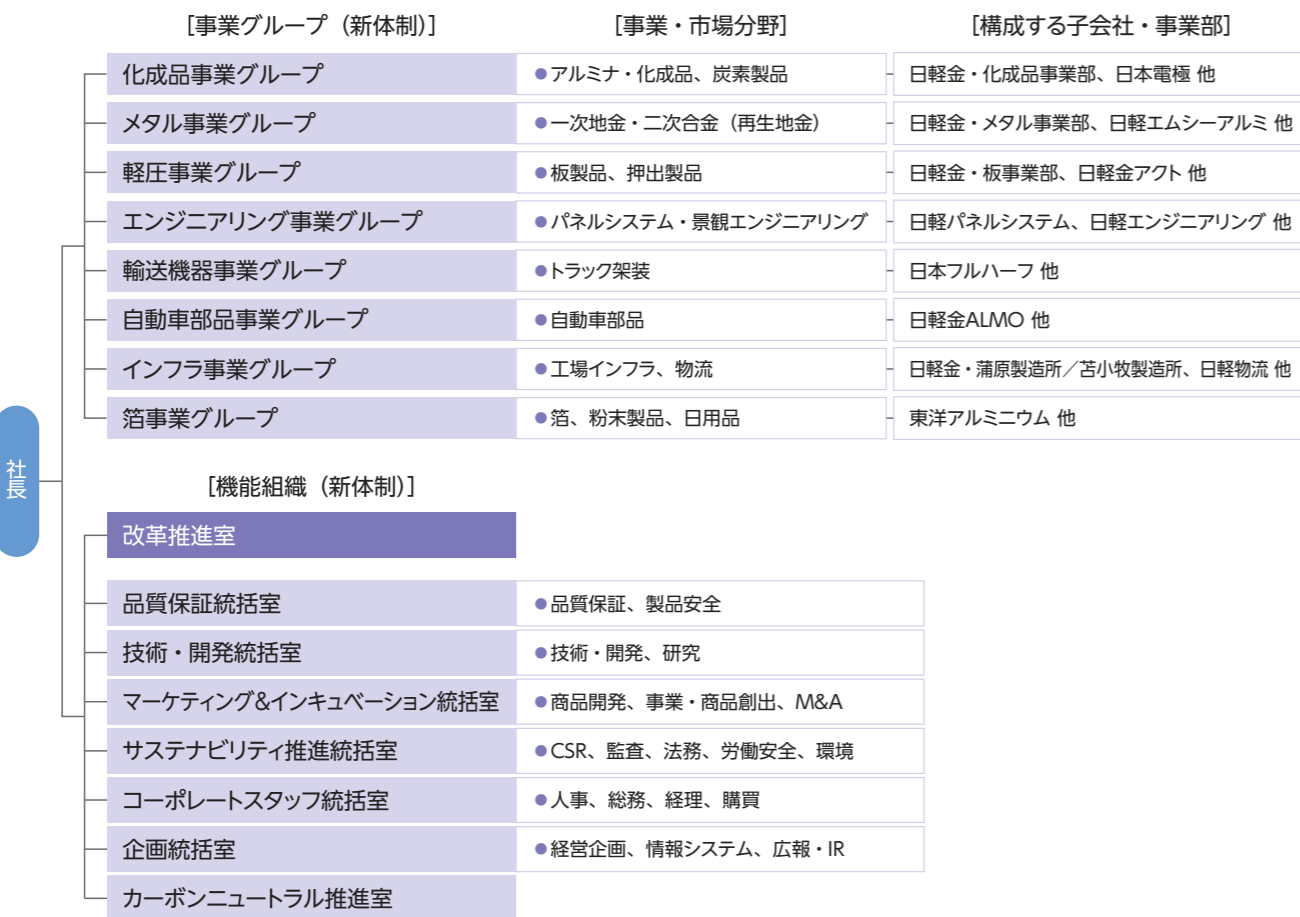 [事業グループ（新体制）] [事業・市場分野] [構成する子会社・事業部]
化成品事業グループ ●アルミナ・化成品、炭素製品 日軽金・化成品事業部、日本電極 他
メタル事業グループ ●一次地金・二次合金（再生地金） 日軽金・メタル事業部、日軽エムシーアルミ 他
軽圧事業グループ ●板製品、押出製品 日軽金・板事業部、日軽金アクト 他
エンジニアリング事業グループ ●パネルシステム・景観エンジニアリング 日軽パネルシステム、日軽エンジニアリング 他
輸送機器事業グループ ●トラック架装 日本フルハーフ 他
自動車部品事業グループ ●自動車部品 日軽金ALMO 他
インフラ事業グループ ●工場インフラ、物流 日軽金・蒲原製造所／苫小牧製造所、日軽物流 他
箔事業グループ ●箔、粉末製品、日用品 東洋アルミニウム 他
社長
[機能組織（新体制）]
改革推進室
品質保証統括室 ●品質保証、製品安全
技術・開発統括室 ●技術・開発、研究
マーケティング&インキュベーション統括室 ●商品開発、事業・商品創出、M&A
サステナビリティ推進統括室 ●CSR、監査、法務、労働安全、環境
コーポレートスタッフ統括室 ●人事、総務、経理、購買
企画統括室 ●経営企画、情報システム、広報・IR
カーボンニュートラル推進室